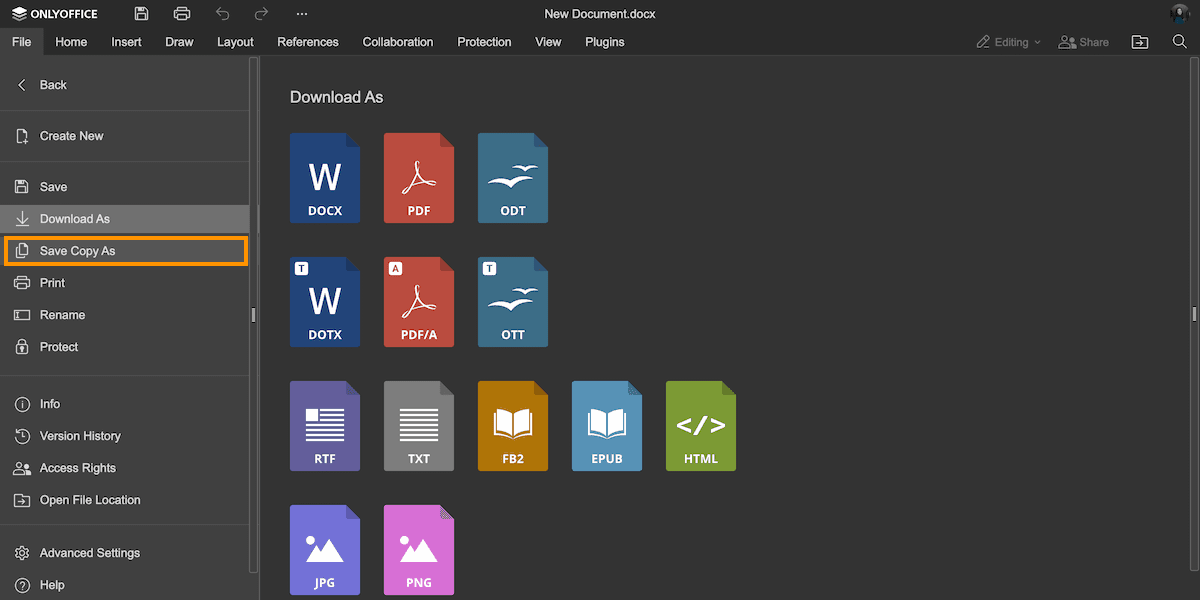 ONLYOFFICE
New Document.docx
File Home Insert Draw Layout References Collaboration Protection View Plugins Editing Share
Back
Create New
Save
Download As
Save Copy As
Print
Rename
Protect
Info
Version History
Access Rights
Open File Location
Advanced Settings
Help
Download As
W W
DOCX PDF ODT
T A T
W
DOTX PDF/A OTT
</>
RTF TXT FB2 EPUB HTML
JPG PNG